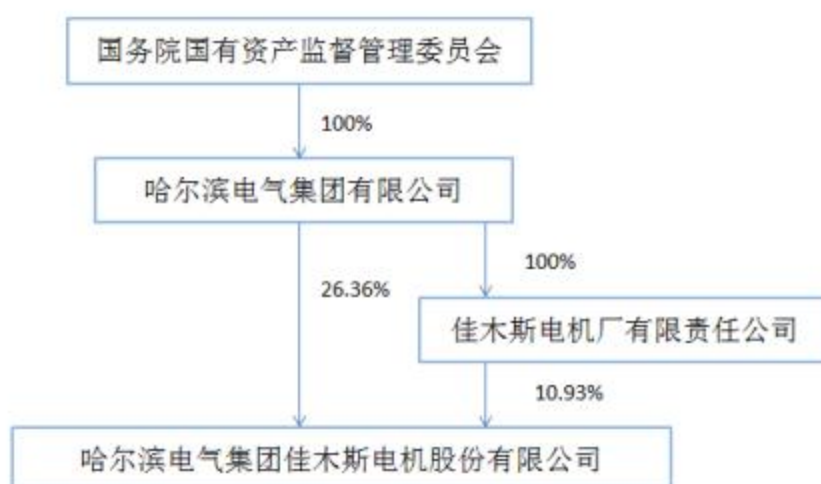 国务院国有资产监督管理委员会
100%
哈尔滨电气集团有限公司
100%
26.36%
佳木斯电机厂有限责任公司
10.93%
哈尔滨电气集团佳木斯电机股份有限公司